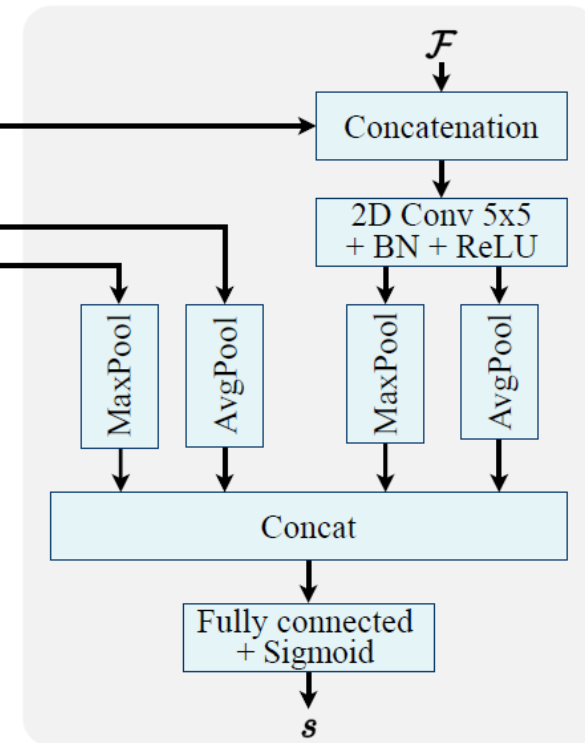 𝓕
Concatenation
2D Conv 5x5
+ BN + ReLU
MaxPool
AvgPool
MaxPool
AvgPool
Concat
Fully connected
+ Sigmoid
s